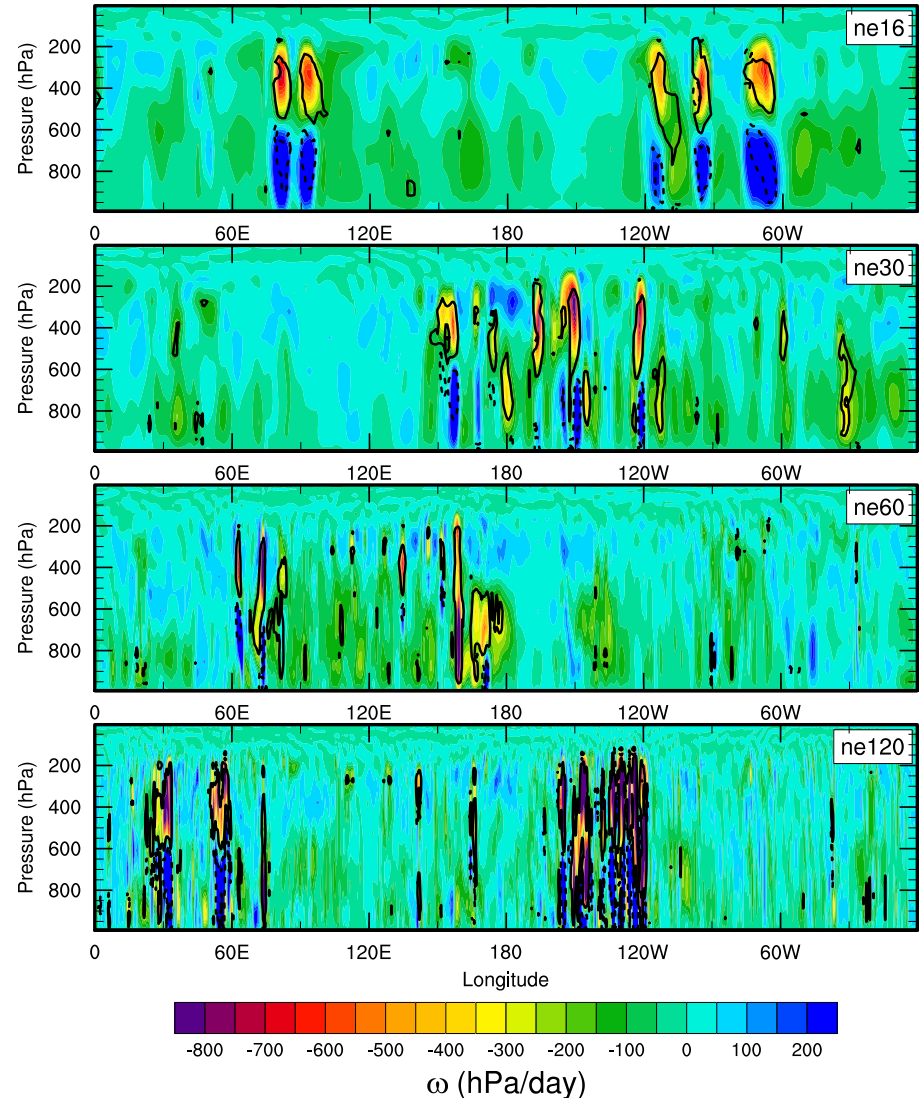 ne16
Pressure (hPa)
200
400
600
800
0 60E 120E 180 120W 60W
ne30
Pressure (hPa)
200
400
600
800
0 60E 120E 180 120W 60W
ne60
Pressure (hPa)
200
400
600
800
0 60E 120E 180 120W 60W
ne120
Pressure (hPa)
200
400
600
800
0 60E 120E 180 120W 60W
Longitude
-800 -700 -600 -500 -400 -300 -200 -100 0 100 200
ω (hPa/day)